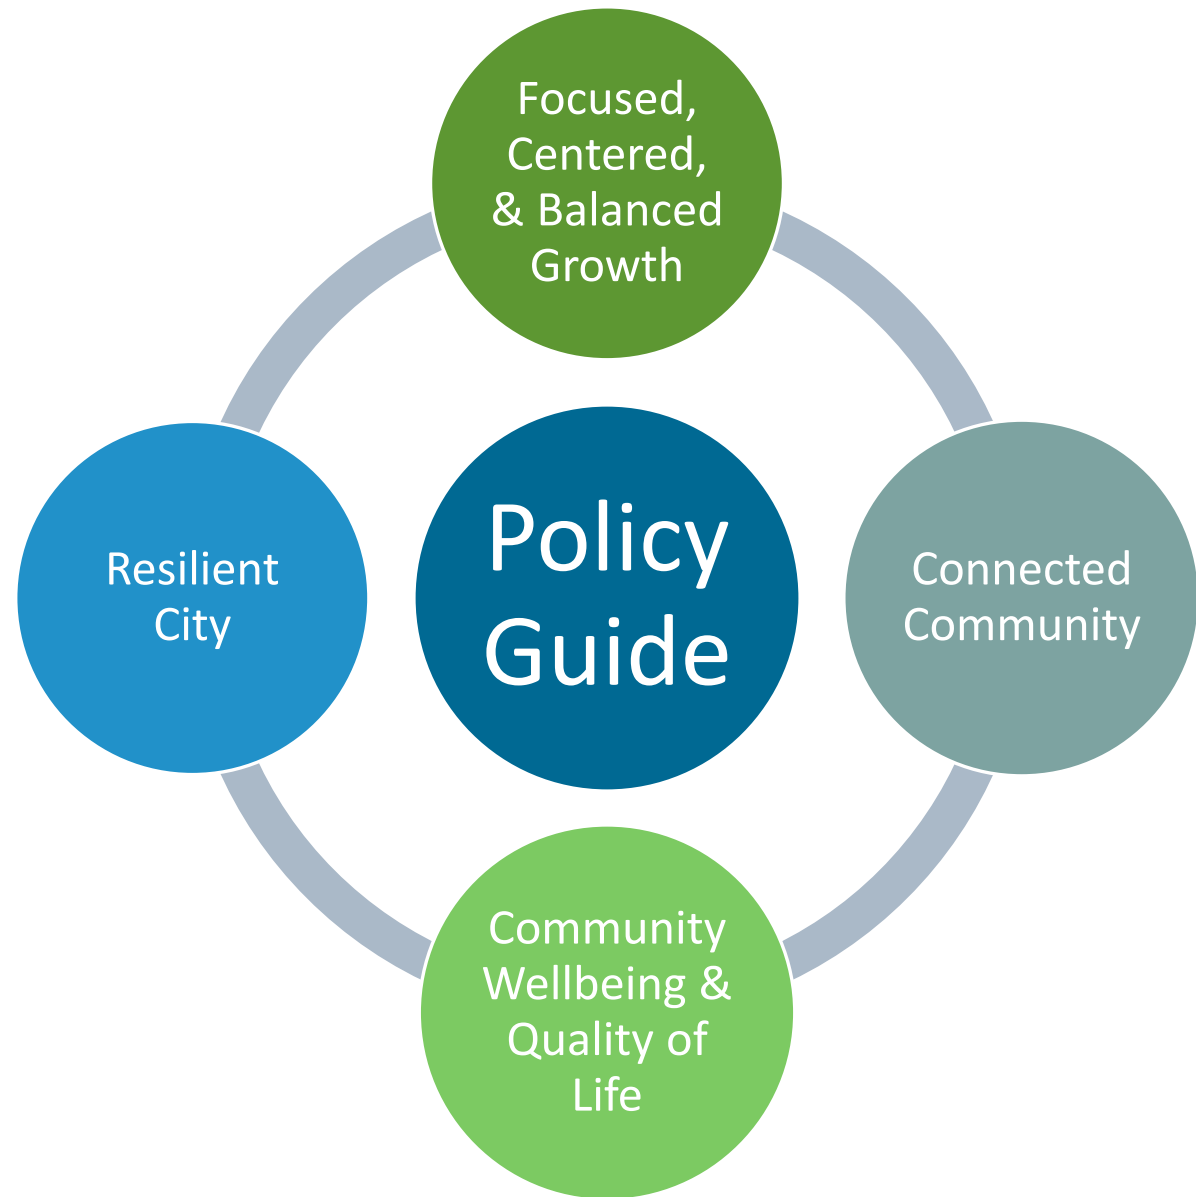 Focused,
Centered,
& Balanced
Growth
Policy
Guide
Resilient
City
Connected
Community
Community
Wellbeing &
Quality of
Life